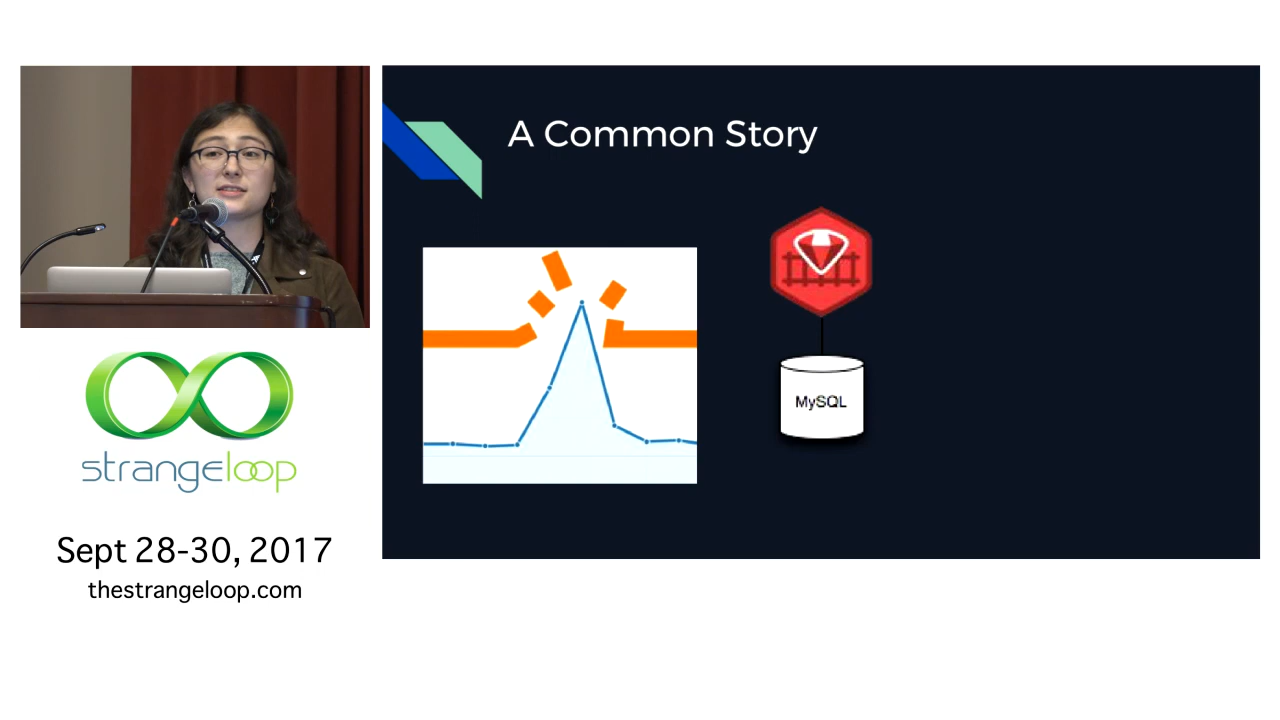 A Common Story
MySQL
strangeloop
Sept 28-30, 2017
thestrangeloop.com